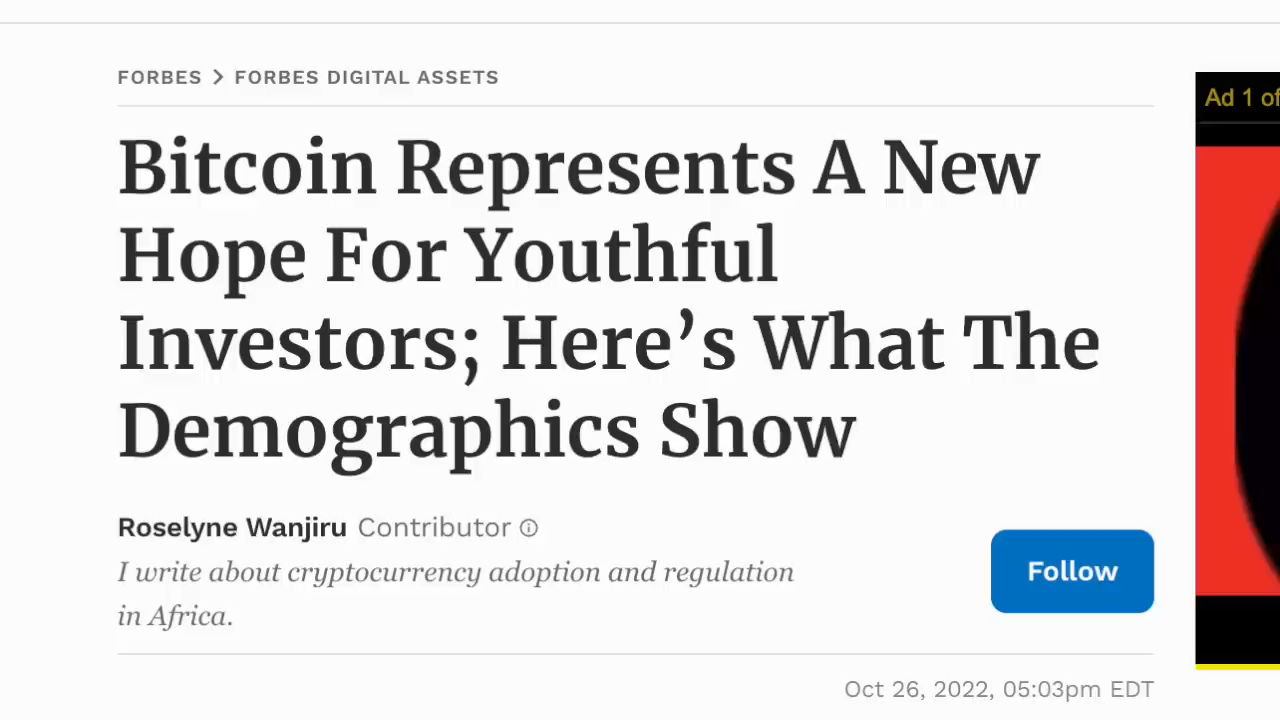 FORBES > FORBES DIGITAL ASSETS
Ad 1 of
Bitcoin Represents A New
Hope For Youthful
Investors; Here’s What The
Demographics Show
Roselyne Wanjiru Contributor
I write about cryptocurrency adoption and regulation
in Africa.
Follow
Oct 26, 2022, 05:03pm EDT